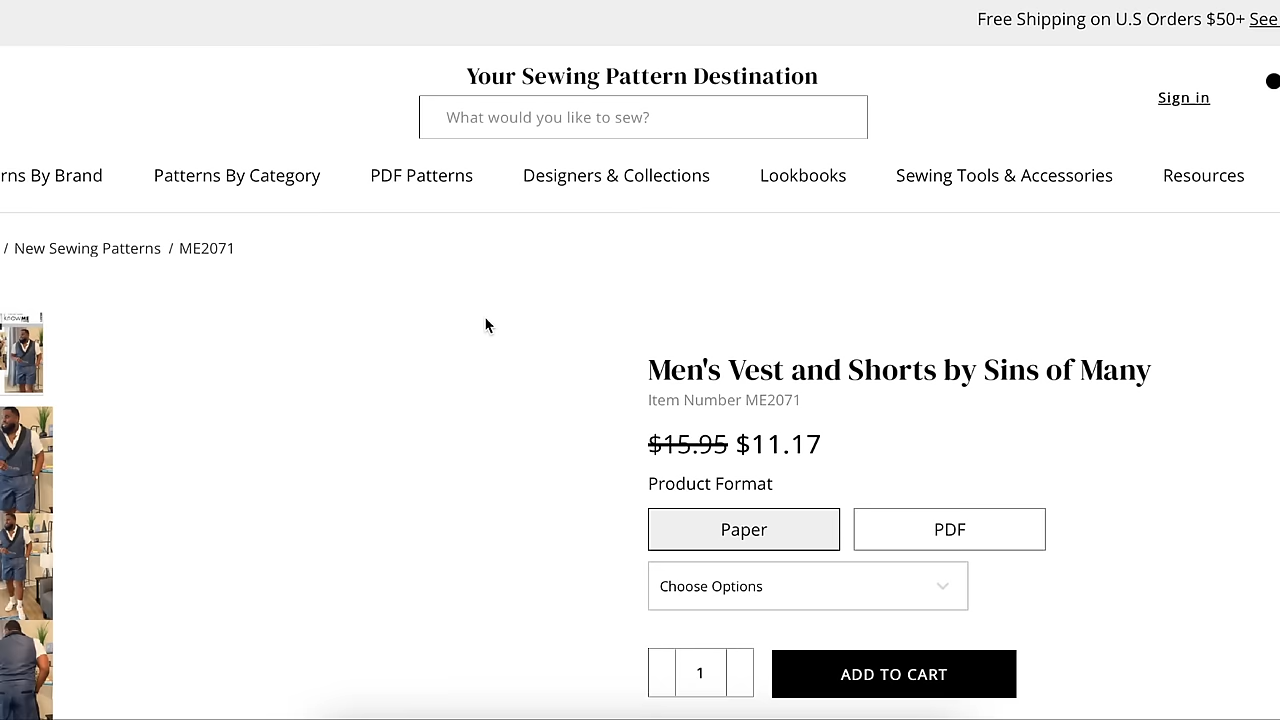 Free Shipping on U.S Orders $50+ See
Your Sewing Pattern Destination
What would you like to sew?
Sign in
rns By Brand Patterns By Category PDF Patterns Designers & Collections Lookbooks Sewing Tools & Accessories Resources
/ New Sewing Patterns / ME2071
KNOWME
Men's Vest and Shorts by Sins of Many
Item Number ME2071
$15.95 $11.17
Product Format
Paper PDF
Choose Options
1 ADD TO CART